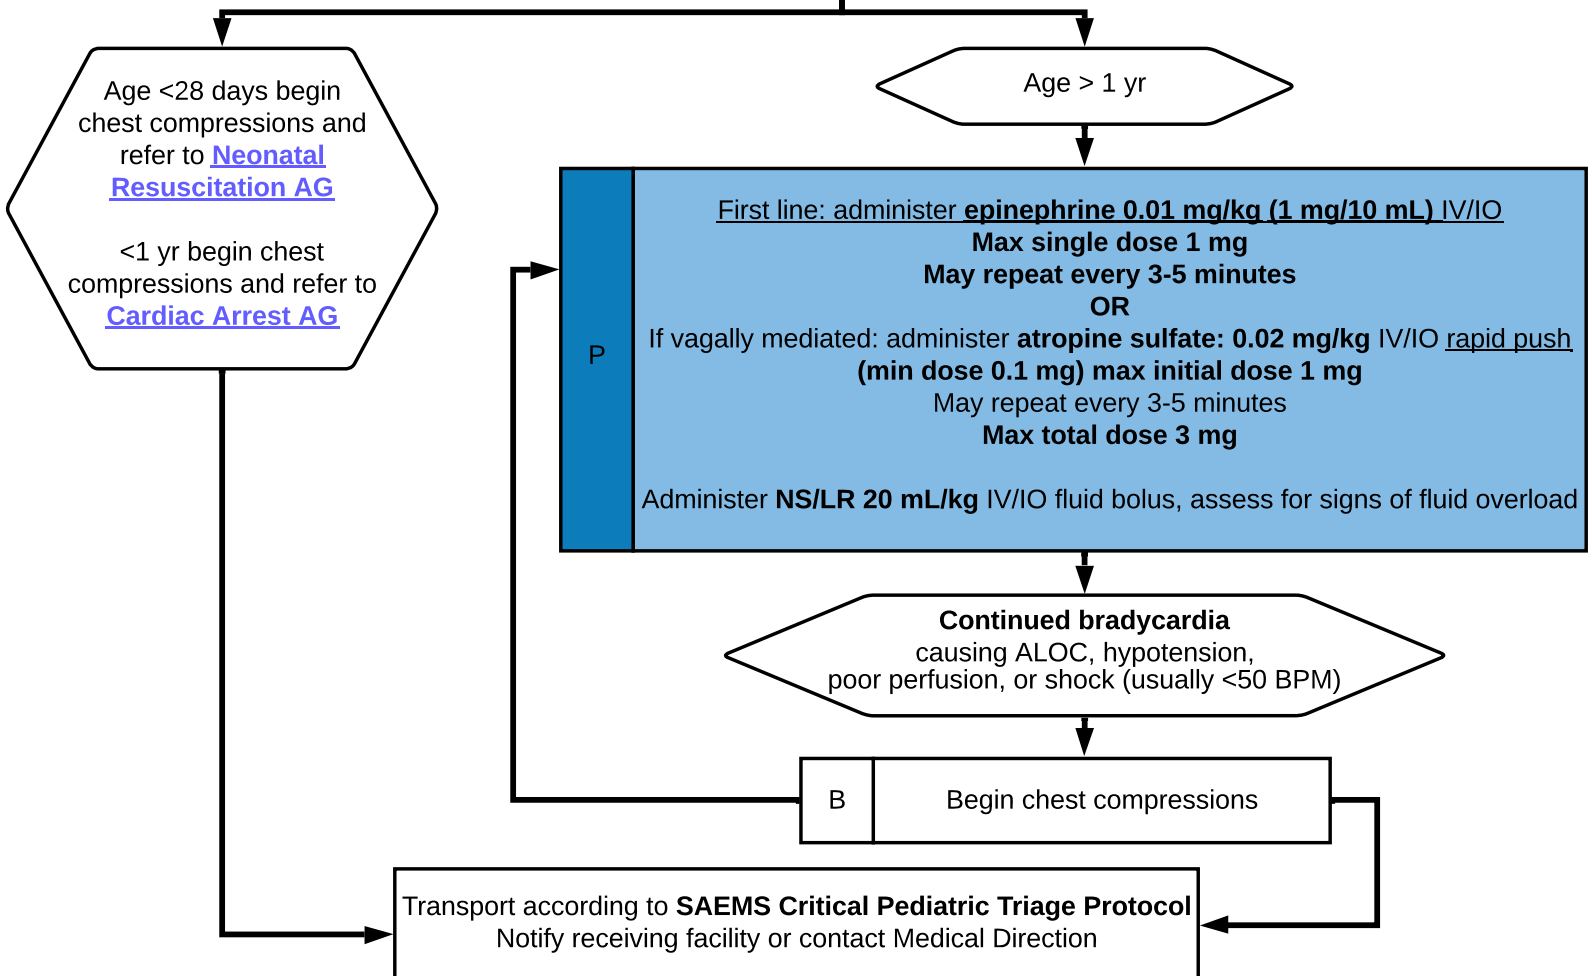 Age <28 days begin
chest compressions and
refer to Neonatal
Resuscitation AG
<1 yr begin chest
compressions and refer to
Cardiac Arrest AG
Age > 1 yr
P
First line: administer epinephrine 0.01 mg/kg (1 mg/10 mL) IV/IO
Max single dose 1 mg
May repeat every 3-5 minutes
OR
If vagally mediated: administer atropine sulfate: 0.02 mg/kg IV/IO rapid push
(min dose 0.1 mg) max initial dose 1 mg
May repeat every 3-5 minutes
Max total dose 3 mg
Administer NS/LR 20 mL/kg IV/IO fluid bolus, assess for signs of fluid overload
Continued bradycardia
causing ALOC, hypotension,
poor perfusion, or shock (usually <50 BPM)
B
Begin chest compressions
Transport according to SAEMS Critical Pediatric Triage Protocol
Notify receiving facility or contact Medical Direction